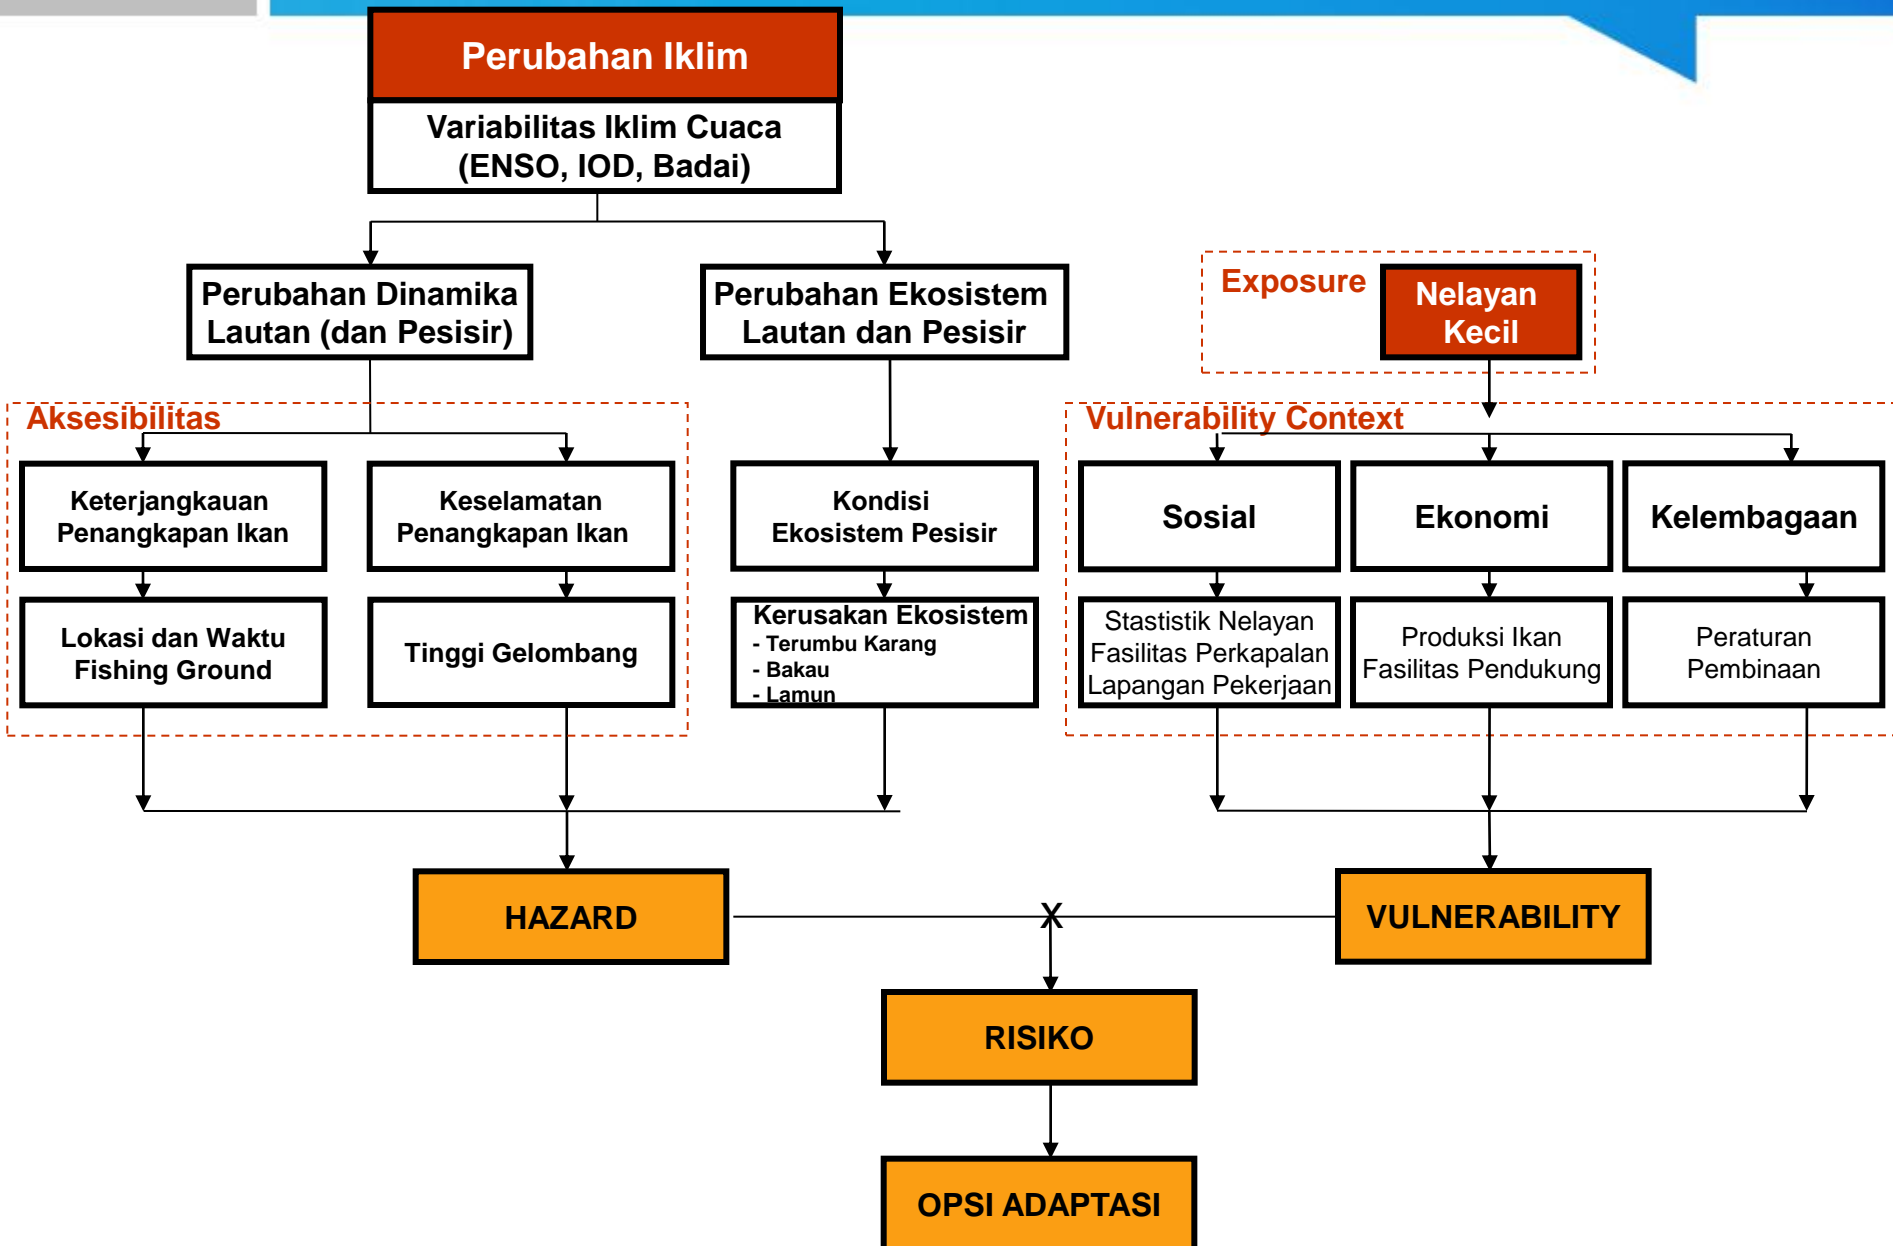 Perubahan Iklim
Variabilitas Iklim Cuaca
(ENSO, IOD, Badai)
Perubahan Dinamika
Lautan (dan Pesisir)
Perubahan Ekosistem
Lautan dan Pesisir
Exposure
Nelayan
Kecil
Aksesibilitas
Vulnerability Context
Keterjangkauan
Penangkapan Ikan
Keselamatan
Penangkapan Ikan
Kondisi
Ekosistem Pesisir
Sosial
Ekonomi
Kelembagaan
Lokasi dan Waktu
Fishing Ground
Tinggi Gelombang
Kerusakan Ekosistem
- Terumbu Karang
- Bakau
- Lamun
Stastistik Nelayan
Fasilitas Perkapalan
Lapangan Pekerjaan
Produksi Ikan
Fasilitas Pendukung
Peraturan
Pembinaan
HAZARD
X
VULNERABILITY
RISIKO
OPSI ADAPTASI